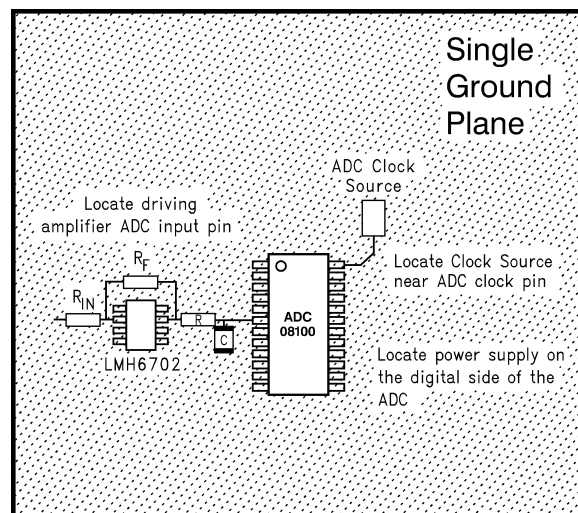 Single
Ground
Plane
ADC Clock
Source
Locate driving
amplifier ADC input pin
RF
RIN
R
C
LMH6702
ADC
08100
Locate Clock Source
near ADC clock pin
Locate power supply on
the digital side of the
ADC